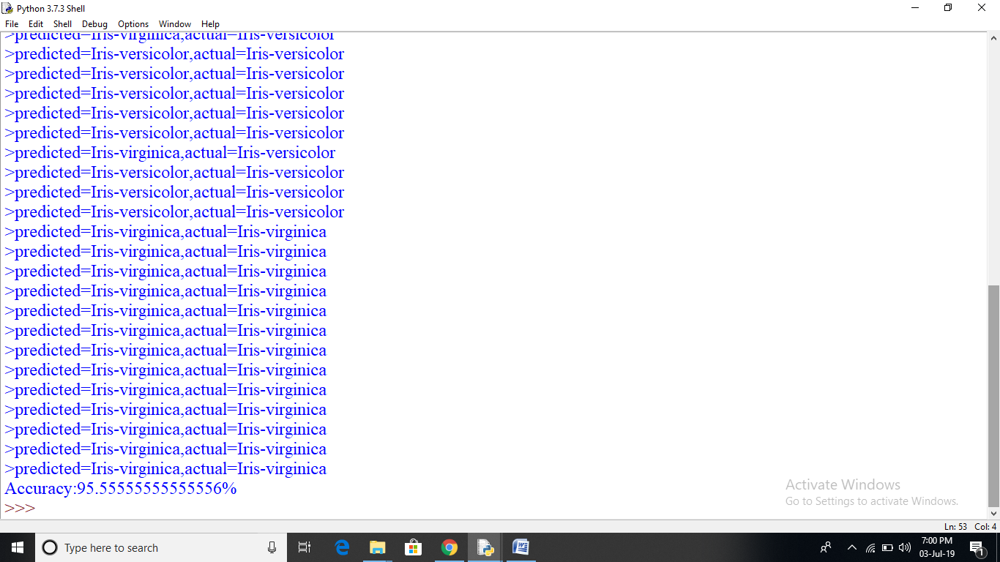 Python 3.7.3 Shell
File Edit Shell Debug Options Window Help
>predicted=Iris-virginica,actual=Iris-versicolor
>predicted=Iris-versicolor,actual=Iris-versicolor
>predicted=Iris-versicolor,actual=Iris-versicolor
>predicted=Iris-versicolor,actual=Iris-versicolor
>predicted=Iris-versicolor,actual=Iris-versicolor
>predicted=Iris-versicolor,actual=Iris-versicolor
>predicted=Iris-virginica,actual=Iris-versicolor
>predicted=Iris-versicolor,actual=Iris-versicolor
>predicted=Iris-versicolor,actual=Iris-versicolor
>predicted=Iris-versicolor,actual=Iris-versicolor
>predicted=Iris-virginica,actual=Iris-virginica
>predicted=Iris-virginica,actual=Iris-virginica
>predicted=Iris-virginica,actual=Iris-virginica
>predicted=Iris-virginica,actual=Iris-virginica
>predicted=Iris-virginica,actual=Iris-virginica
>predicted=Iris-virginica,actual=Iris-virginica
>predicted=Iris-virginica,actual=Iris-virginica
>predicted=Iris-virginica,actual=Iris-virginica
>predicted=Iris-virginica,actual=Iris-virginica
>predicted=Iris-virginica,actual=Iris-virginica
>predicted=Iris-virginica,actual=Iris-virginica
>predicted=Iris-virginica,actual=Iris-virginica
>predicted=Iris-virginica,actual=Iris-virginica
Accuracy:95.55555555555556%
>>>
Activate Windows
Go to Settings to activate Windows.
Ln: 53 Col: 4
Type here to search
7:00 PM
03-Jul-19
1